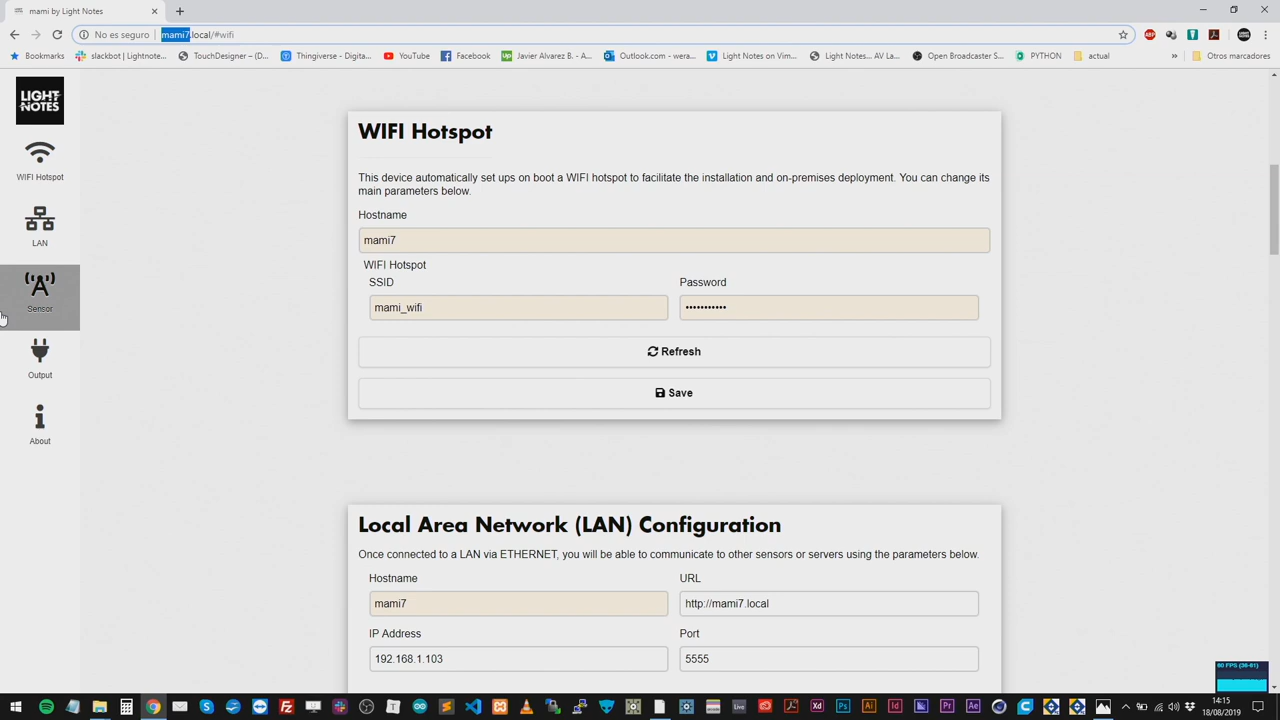 mami by Light Notes
No es seguro | mami7.local/#wifi
Bookmarks
slackbot | Lightnote...
TouchDesigner – (D...
Thingiverse - Digita...
YouTube
Facebook
Javier Alvarez B. - A...
Outlook.com - wera...
Light Notes on Vim...
Light Notes... AV La...
Open Broadcaster S...
PYTHON
actual
»
Otros marcadores
LIGHT
NOTES
WIFI Hotspot
LAN
Sensor
Output
About
WIFI Hotspot
This device automatically set ups on boot a WIFI hotspot to facilitate the installation and on-premises deployment. You can change its
main parameters below.
Hostname
mami7
WIFI Hotspot
SSID
Password
mami_wifi
•••••••••••
Refresh
Save
Local Area Network (LAN) Configuration
Once connected to a LAN via ETHERNET, you will be able to communicate to other sensors or servers using the parameters below.
Hostname
URL
mami7
http://mami7.local
IP Address
Port
192.168.1.103
5555
60 FPS (36-61)
14:15
18/08/2019